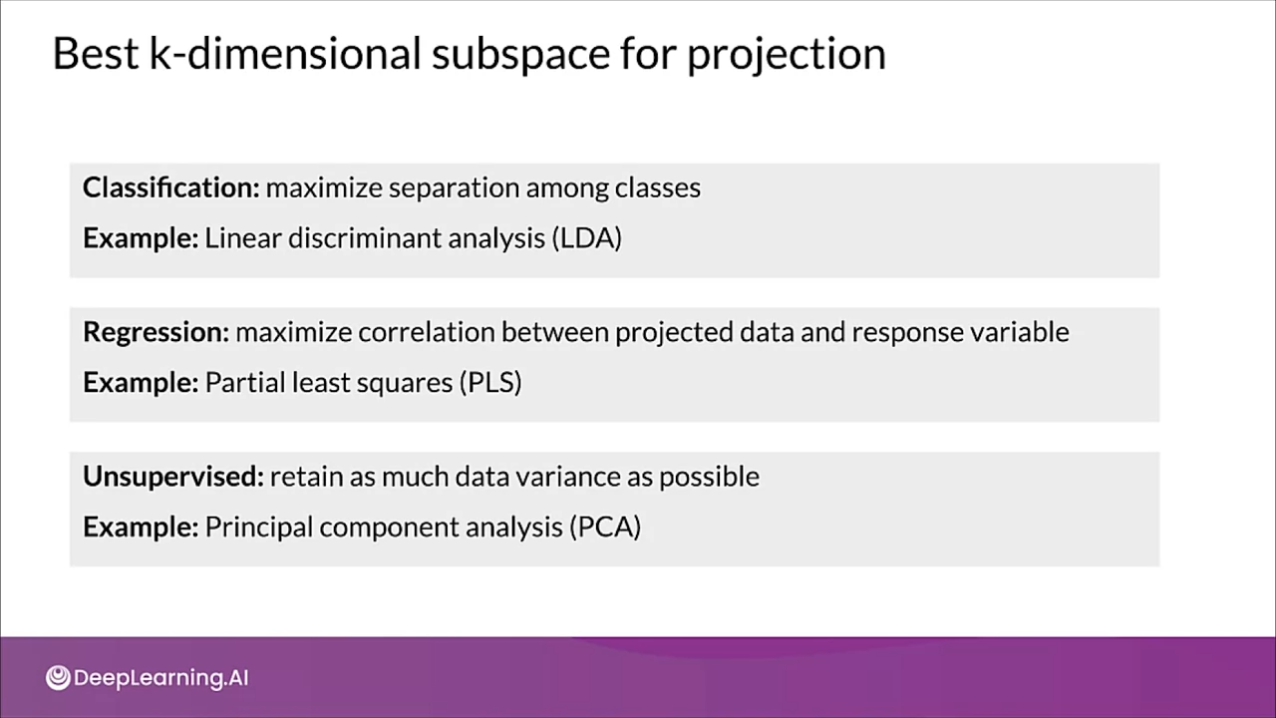 Best k-dimensional subspace for projection
Classification: maximize separation among classes
Example: Linear discriminant analysis (LDA)
Regression: maximize correlation between projected data and response variable
Example: Partial least squares (PLS)
Unsupervised: retain as much data variance as possible
Example: Principal component analysis (PCA)
DeepLearning.AI